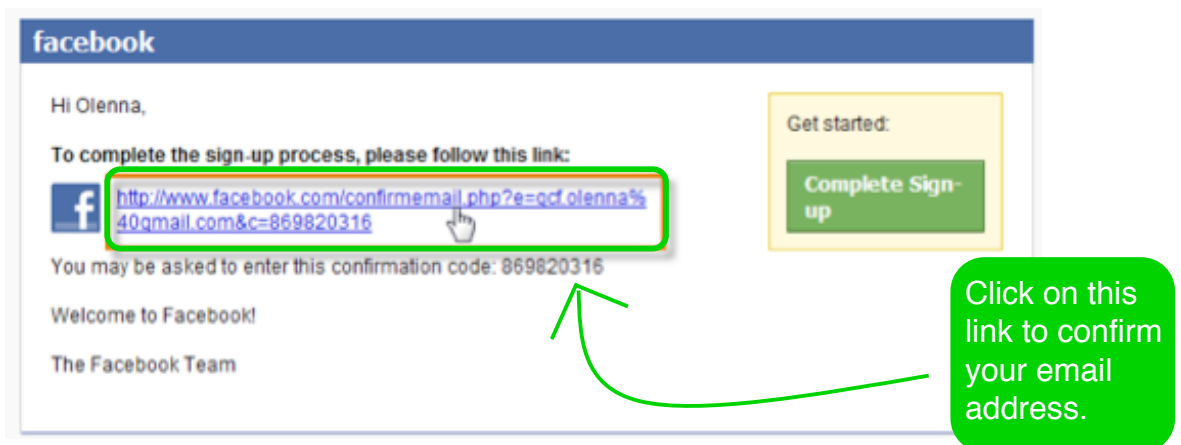 facebook
Hi Olenna,
To complete the sign-up process, please follow this link:
http://www.facebook.com/confirmemail.php?e=gcf.olenna%
40gmail.com&c=869820316
You may be asked to enter this confirmation code: 869820316
Welcome to Facebook!
The Facebook Team
Get started:
Complete Sign-
up
Click on this
link to confirm
your email
address.